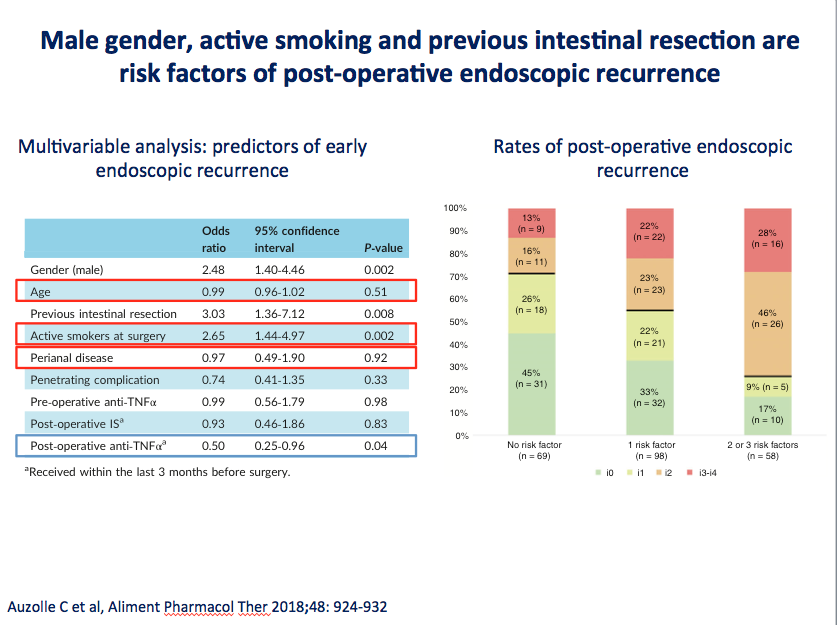 Male gender, active smoking and previous intestinal resection are
risk factors of post-operative endoscopic recurrence
Multivariable analysis: predictors of early
endoscopic recurrence
Odds ratio 95% confidence interval P-value
Gender (male) 2.48 1.40-4.46 0.002
Age 0.99 0.96-1.02 0.51
Previous intestinal resection 3.03 1.36-7.12 0.008
Active smokers at surgery 2.65 1.44-4.97 0.002
Perianal disease 0.97 0.49-1.90 0.92
Penetrating complication 0.74 0.41-1.35 0.33
Pre-operative anti-TNFα 0.99 0.56-1.79 0.98
Post-operative ISᵃ 0.93 0.46-1.86 0.83
Post-operative anti-TNFαᵃ 0.50 0.25-0.96 0.04
ᵃReceived within the last 3 months before surgery.
Rates of post-operative endoscopic
recurrence
100%
90%
80%
70%
60%
50%
40%
30%
20%
10%
0%
13%
(n = 9)
16%
(n = 11)
26%
(n = 18)
45%
(n = 31)
22%
(n = 22)
23%
(n = 23)
22%
(n = 21)
33%
(n = 32)
28%
(n = 16)
46%
(n = 26)
9% (n = 5)
17%
(n = 10)
No risk factor
(n = 69)
1 risk factor
(n = 98)
2 or 3 risk factors
(n = 58)
i0 i1 i2 i3-i4
Auzolle C et al, Aliment Pharmacol Ther 2018;48: 924-932